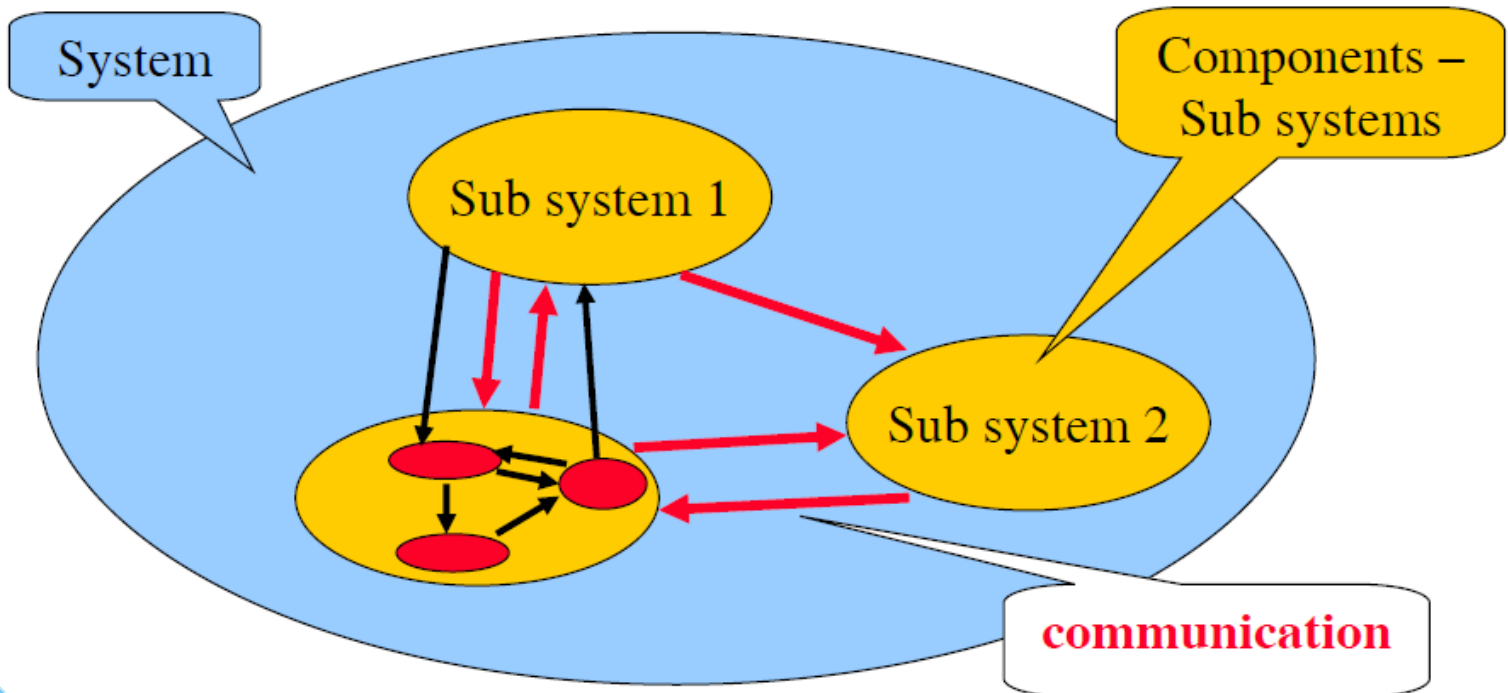 System
Components –
Sub systems
Sub system 1
Sub system 2
communication